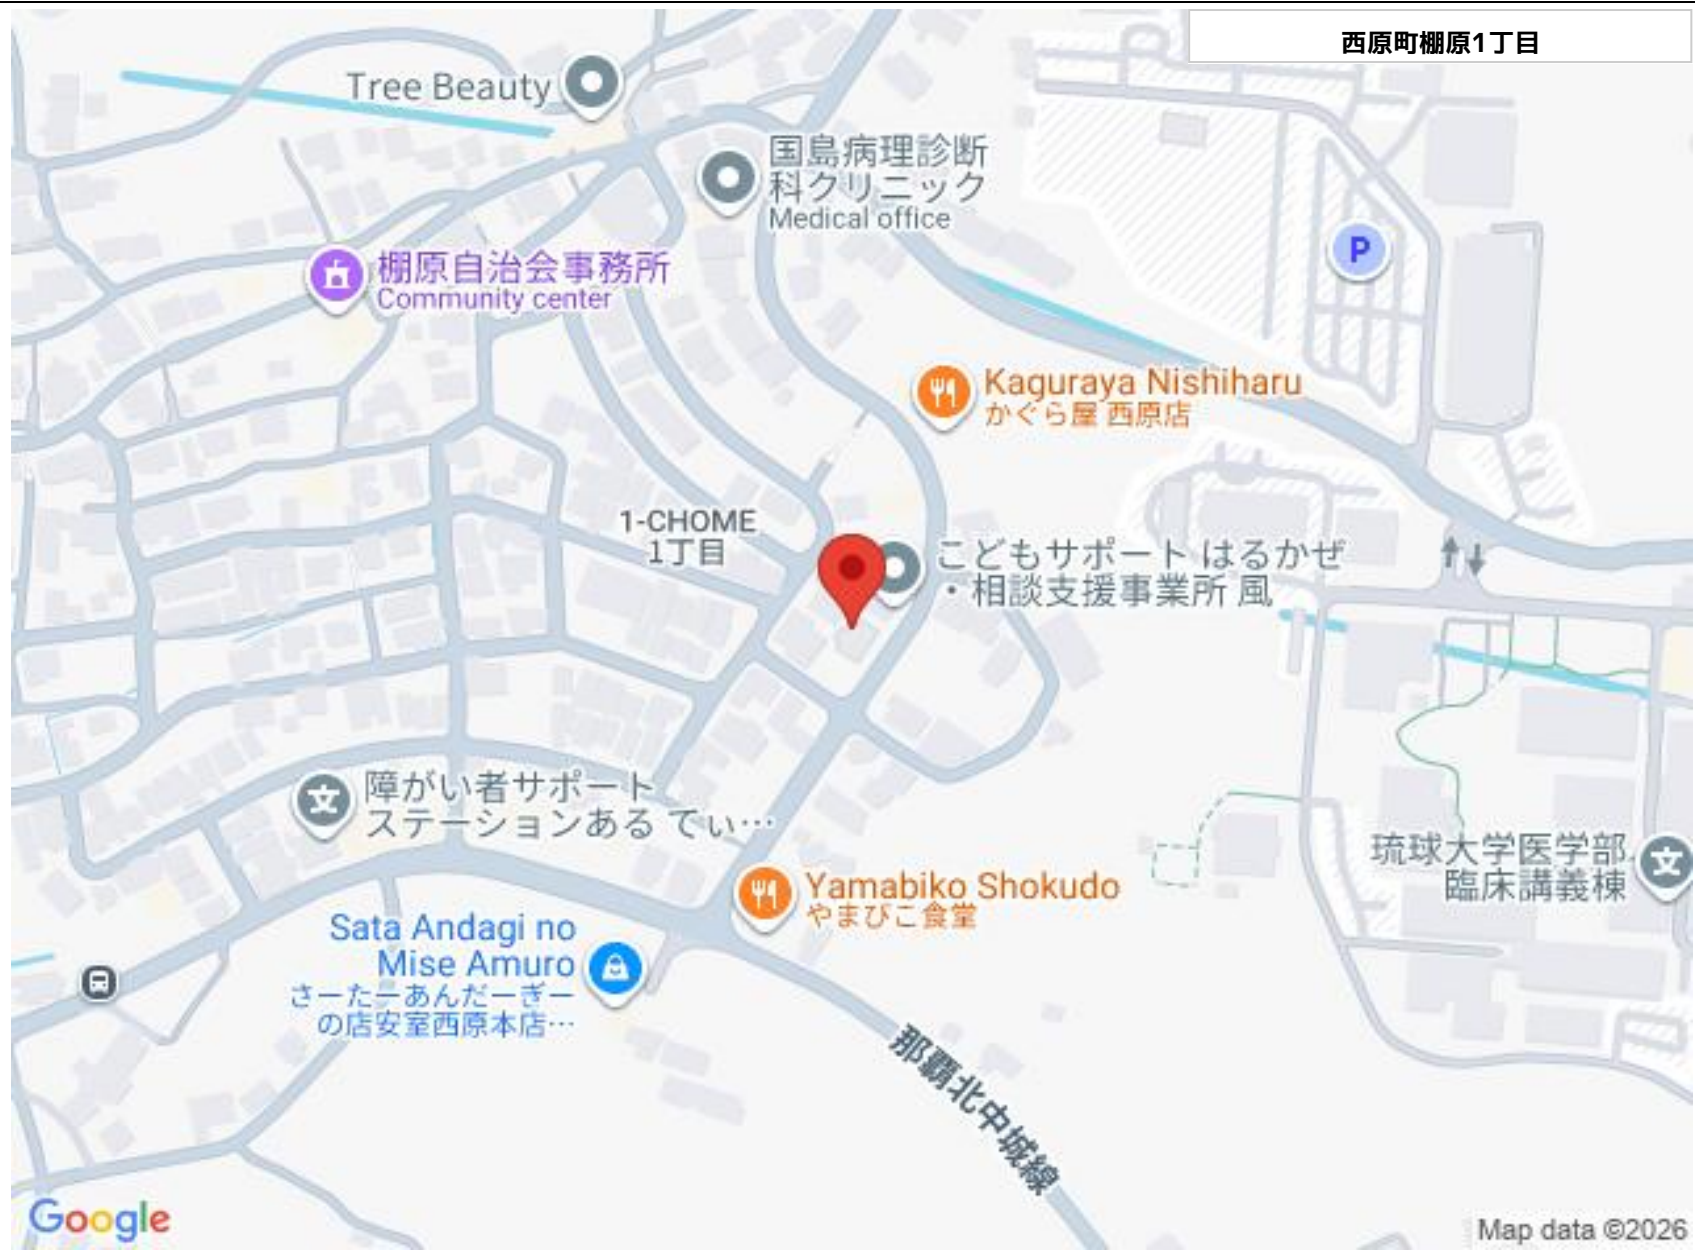 西原町棚原1丁目
Tree Beauty
国島病理診断
科クリニック
Medical office
P
棚原自治会事務所
Community center
Kaguraya Nishiharu
かぐら屋 西原店
1-CHOME
1丁目
こどもサポート はるかぜ
・相談支援事業所 風
障がい者サポート
ステーションある てぃ…
琉球大学医学部
臨床講義棟
文
文
Yamabiko Shokudo
やまびこ食堂
Sata Andagi no
Mise Amuro
さーたーあんだーぎー
の店安室西原本店…
那覇北中城線
Google
Map data ©2026